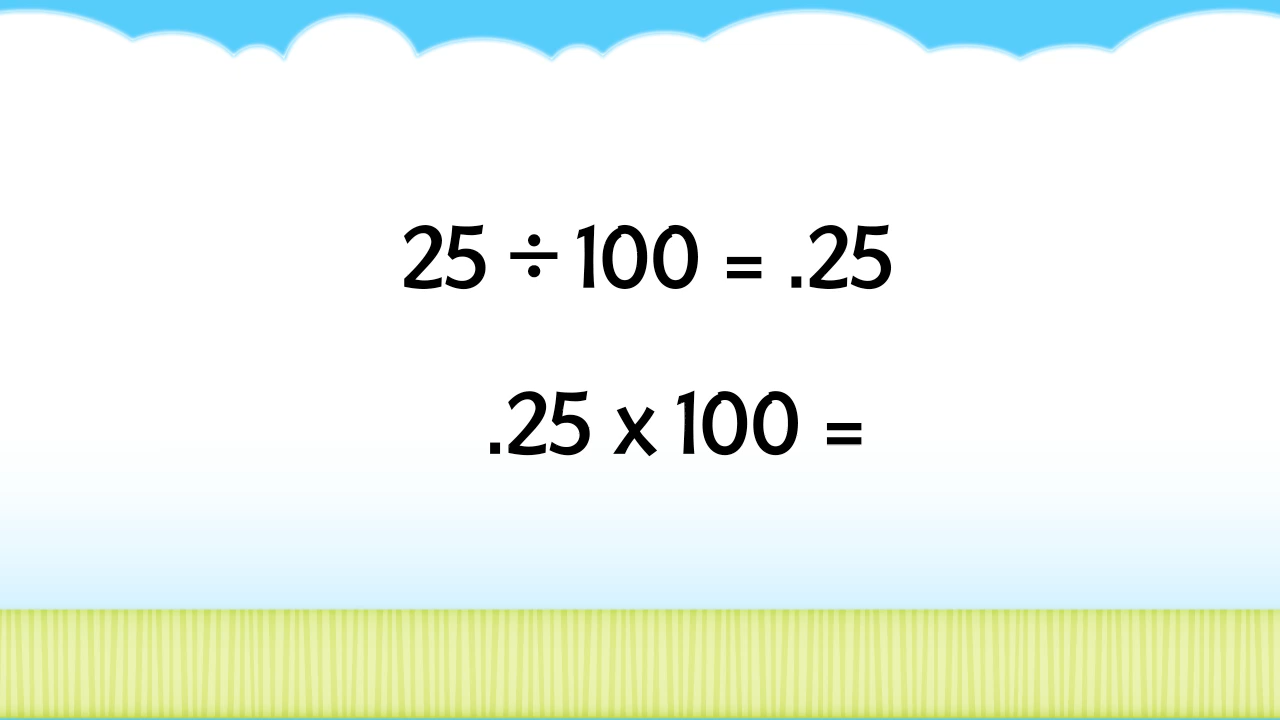 25 ÷ 100 = .25
.25 x 100 =